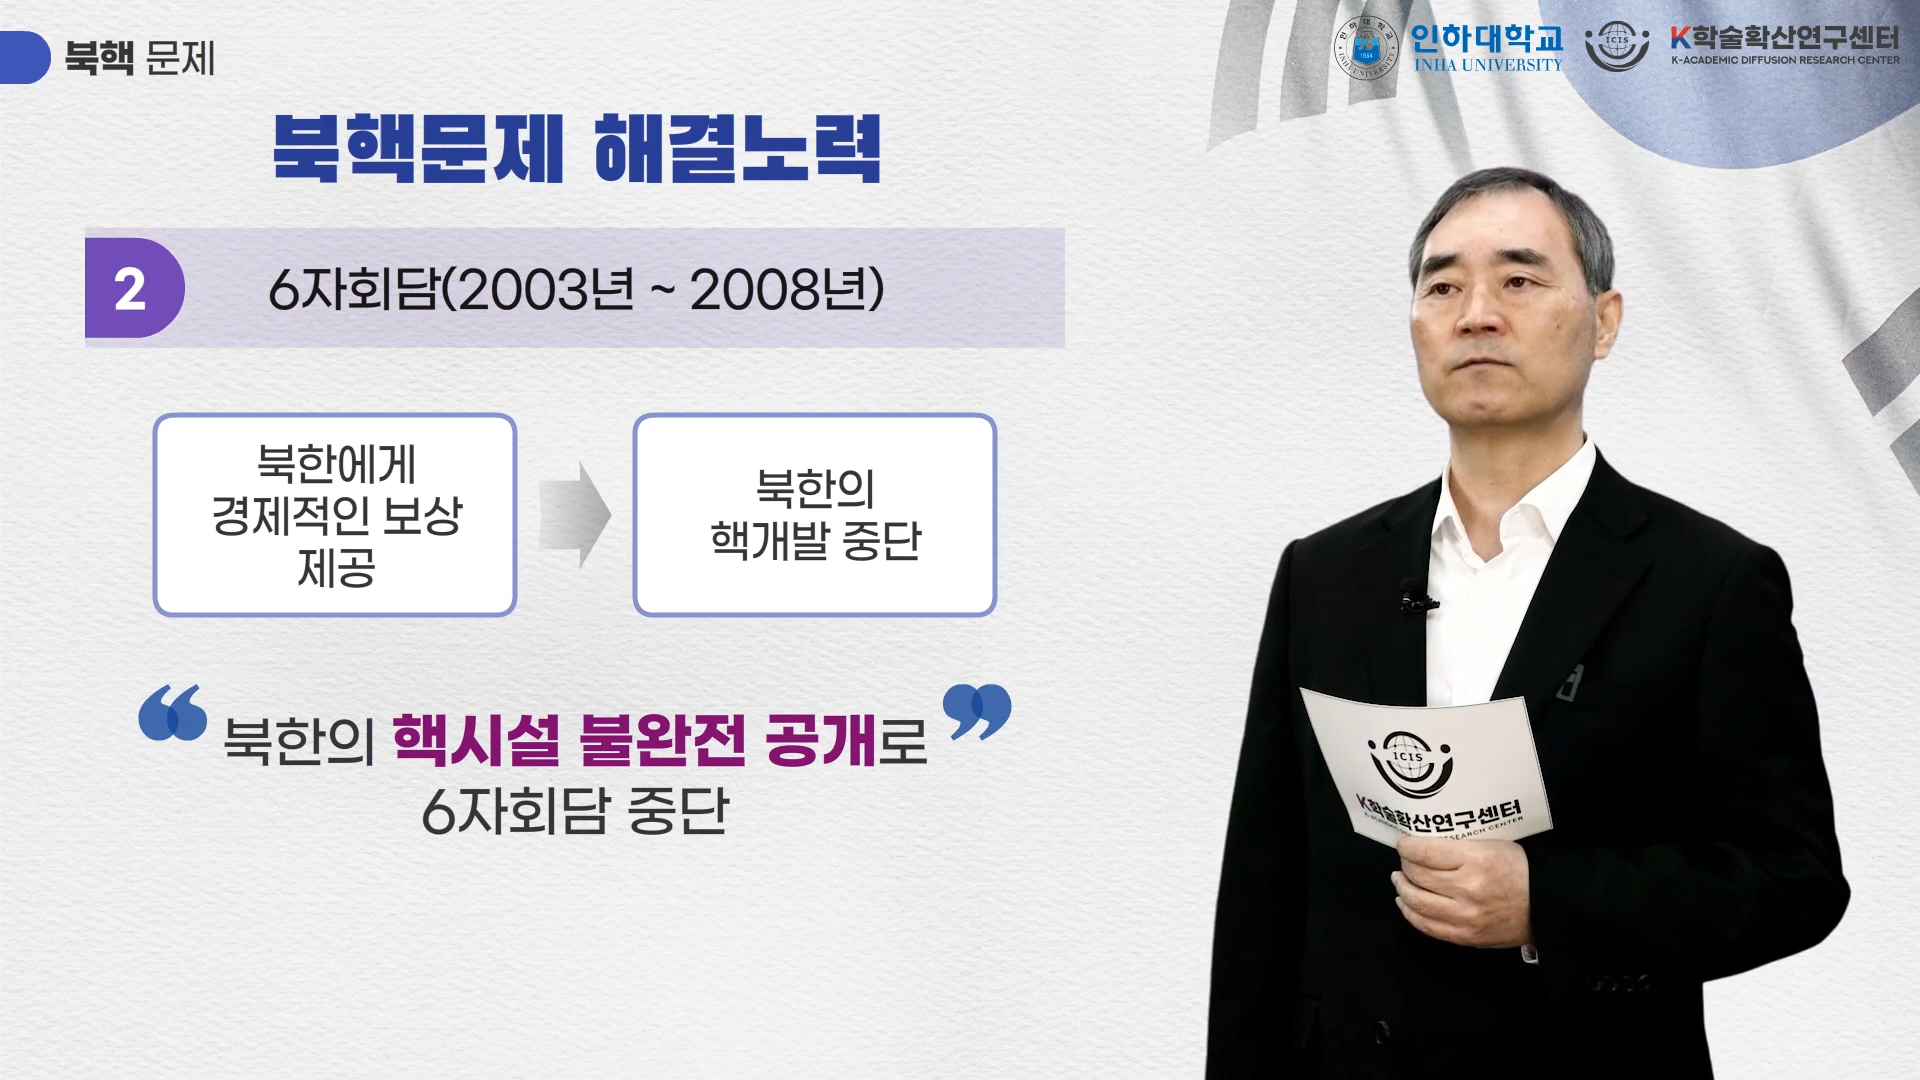 북핵 문제
인하대학교
INHA UNIVERSITY
1954
ICIS
K학술확산연구센터
K-ACADEMIC DIFFUSION RESEARCH CENTER
북핵문제 해결노력
2
6자회담(2003년 ~ 2008년)
북한에게
경제적인 보상
제공
북한의
핵개발 중단
“북한의 핵시설 불완전 공개로”
6자회담 중단
ICIS
K학술확산연구센터